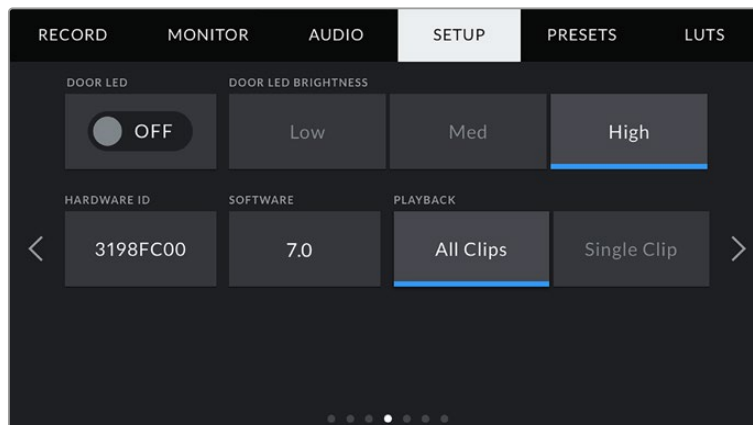 RECORD MONITOR AUDIO SETUP PRESETS LUTS
DOOR LED DOOR LED BRIGHTNESS
OFF Low Med High
HARDWARE ID SOFTWARE PLAYBACK
3198FC00 7.0 All Clips Single Clip